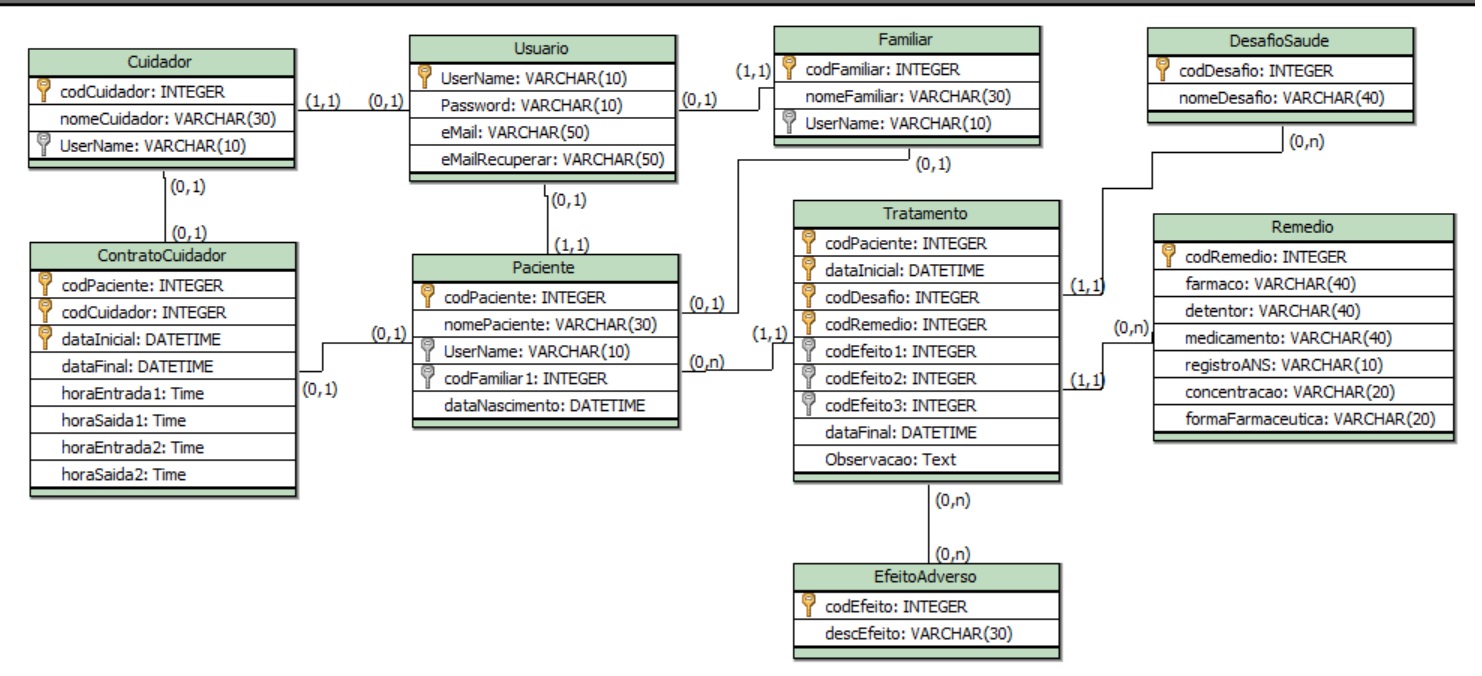 Cuidador
codCuidador: INTEGER
nomeCuidador: VARCHAR(30)
UserName: VARCHAR(10)
(1,1)
(0,1)
(0,1)
(0,1)
Usuario
UserName: VARCHAR(10)
Password: VARCHAR(10)
eMail: VARCHAR(50)
eMailRecuperar: VARCHAR(50)
(0,1)
(1,1)
(0,1)
(1,1)
Familiar
codFamiliar: INTEGER
nomeFamiliar: VARCHAR(30)
UserName: VARCHAR(10)
(0,1)
DesafioSaude
codDesafio: INTEGER
nomeDesafio: VARCHAR(40)
(0,n)
ContratoCuidador
codPaciente: INTEGER
codCuidador: INTEGER
dataInicial: DATETIME
dataFinal: DATETIME
horaEntrada1: Time
horaSaida1: Time
horaEntrada2: Time
horaSaida2: Time
(0,1)
(0,1)
Paciente
codPaciente: INTEGER
nomePaciente: VARCHAR(30)
UserName: VARCHAR(10)
codFamiliar1: INTEGER
dataNascimento: DATETIME
(0,1)
(1,1)
(0,n)
Tratamento
codPaciente: INTEGER
dataInicial: DATETIME
codDesafio: INTEGER
codRemedio: INTEGER
codEfeito1: INTEGER
codEfeito2: INTEGER
codEfeito3: INTEGER
dataFinal: DATETIME
Observacao: Text
(1,1)
(0,n)
(1,1)
Remedio
codRemedio: INTEGER
farmaco: VARCHAR(40)
detentor: VARCHAR(40)
medicamento: VARCHAR(40)
registroANS: VARCHAR(10)
concentracao: VARCHAR(20)
formaFarmaceutica: VARCHAR(20)
(0,n)
(0,n)
EfeitoAdverso
codEfeito: INTEGER
descEfeito: VARCHAR(30)